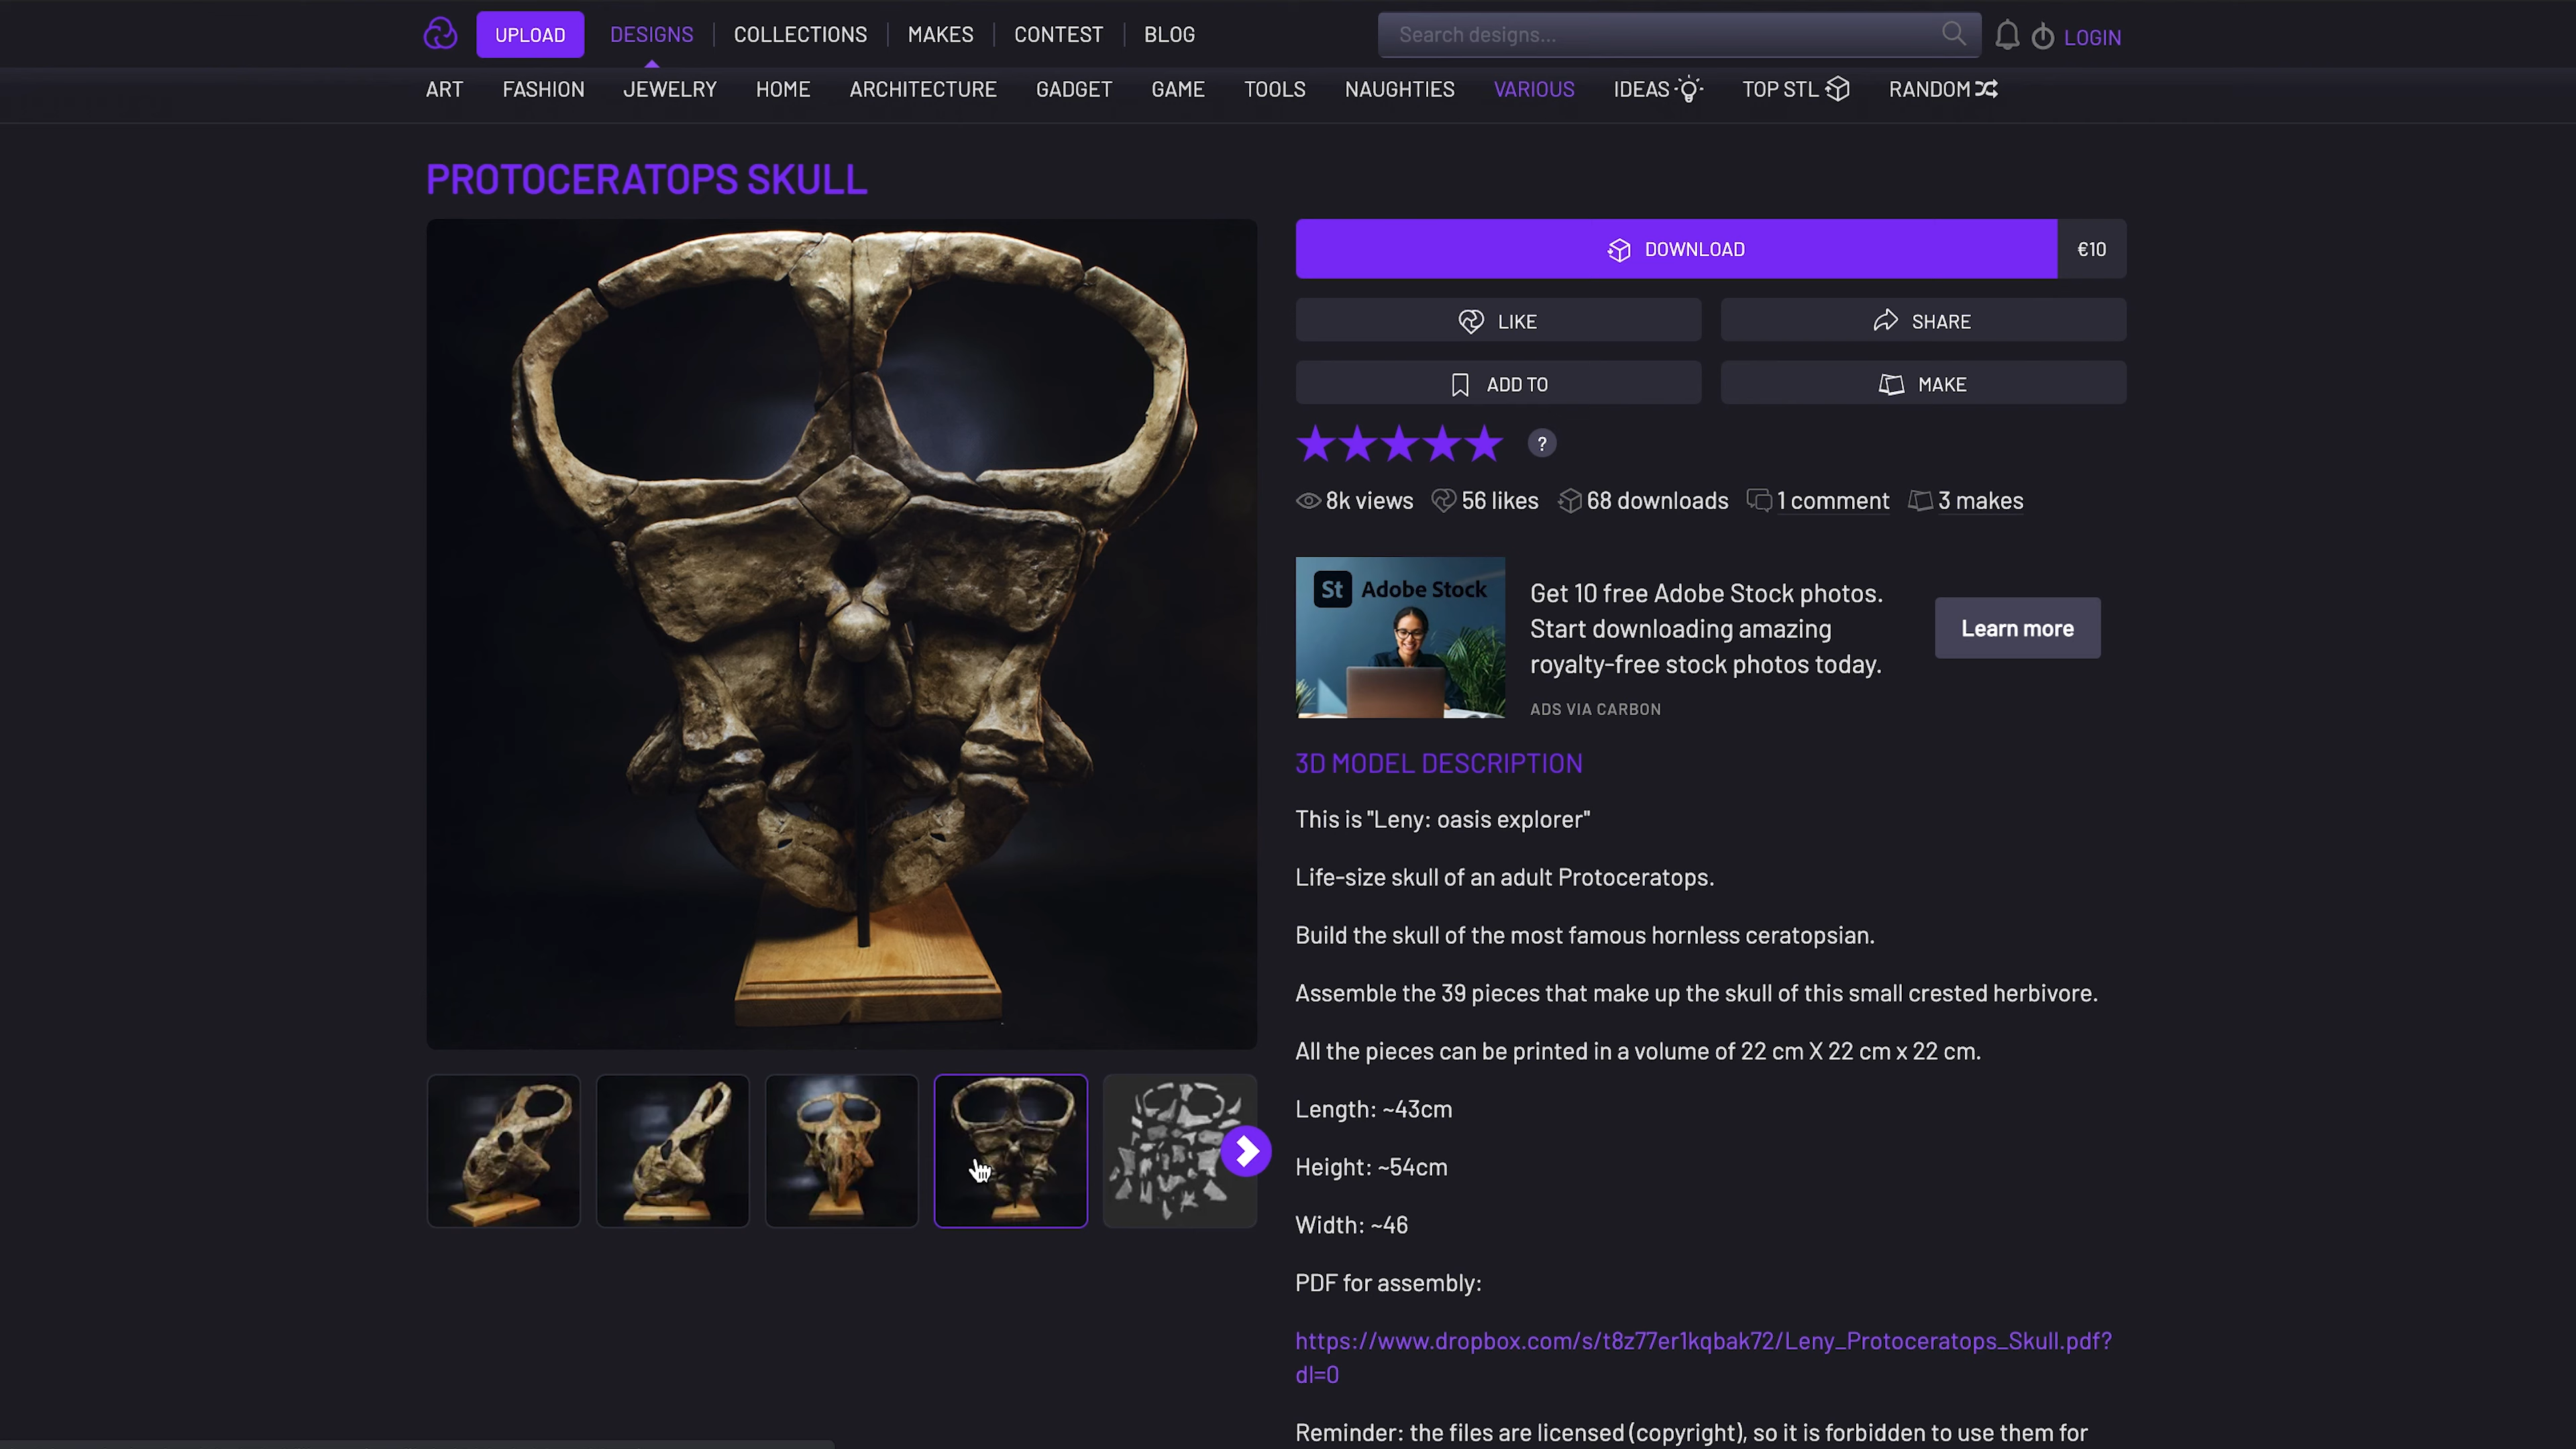 UPLOAD DESIGNS COLLECTIONS MAKES CONTEST BLOG Search designs... LOGIN
ART FASHION JEWELRY HOME ARCHITECTURE GADGET GAME TOOLS NAUGHTIES VARIOUS IDEAS TOP STL RANDOM
PROTOCERATOPS SKULL
DOWNLOAD €10
LIKE SHARE
ADD TO MAKE
?
8k views 56 likes 68 downloads 1 comment 3 makes
St Adobe Stock
Get 10 free Adobe Stock photos.
Start downloading amazing
royalty-free stock photos today.
Learn more
ADS VIA CARBON
3D MODEL DESCRIPTION
This is "Leny: oasis explorer"
Life-size skull of an adult Protoceratops.
Build the skull of the most famous hornless ceratopsian.
Assemble the 39 pieces that make up the skull of this small crested herbivore.
All the pieces can be printed in a volume of 22 cm X 22 cm x 22 cm.
Length: ~43cm
Height: ~54cm
Width: ~46
PDF for assembly:
https://www.dropbox.com/s/t8z77er1kqbak72/Leny_Protoceratops_Skull.pdf?
dl=0
Reminder: the files are licensed (copyright), so it is forbidden to use them for